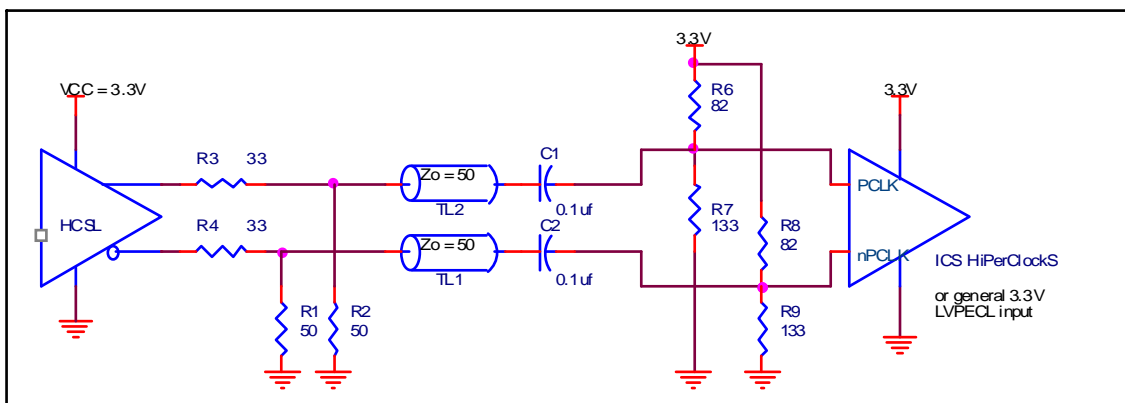 3.3V
VCC = 3.3V
R6
82
3.3V
R3 33
C1
Zo = 50
PCLK
TL2
0.1uf
HCSL
R4 33
C2
R7
133
R8
82
Zo = 50
nPCLK
ICS HiPerClockS
TL1
0.1uf
or general 3.3V
LVPECL input
R1
50
R2
50
R9
133